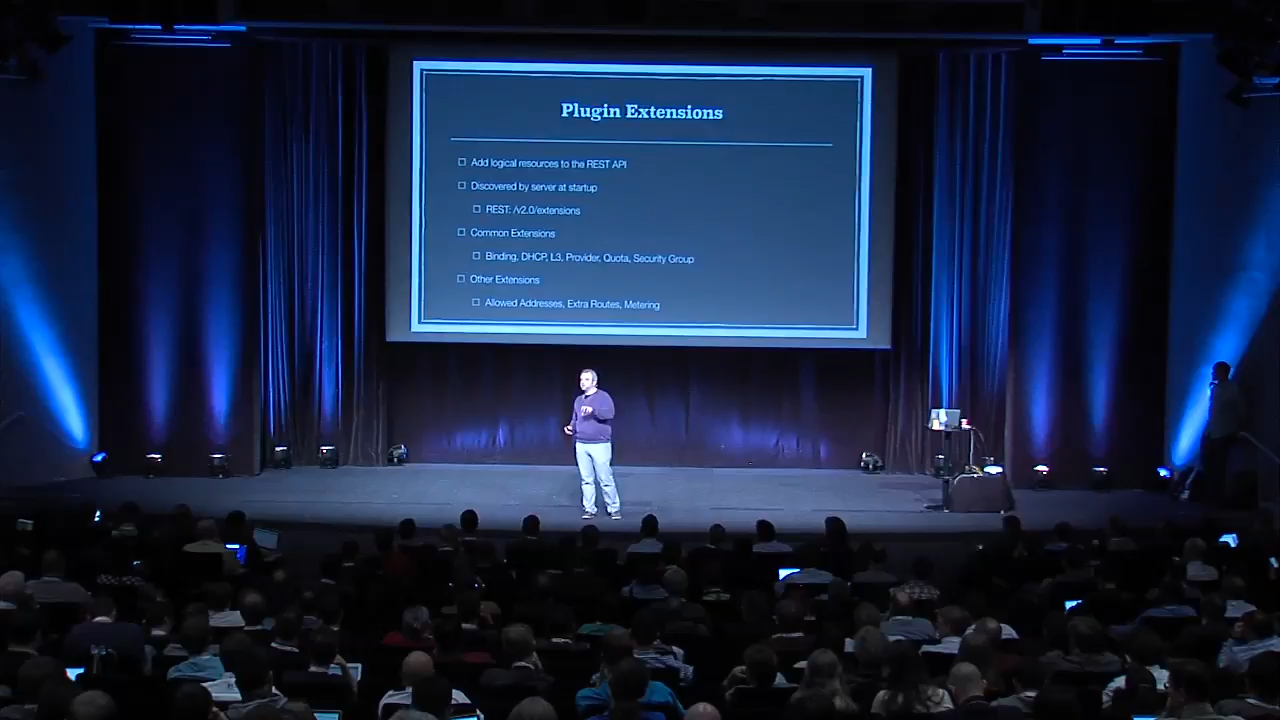 Plugin Extensions
Add logical resources to the REST API
Discovered by server at startup
REST: /v2.0/extensions
Common Extensions
Binding, DHCP, L3, Provider, Quota, Security Group
Other Extensions
Allowed Addresses, Extra Routes, Metering